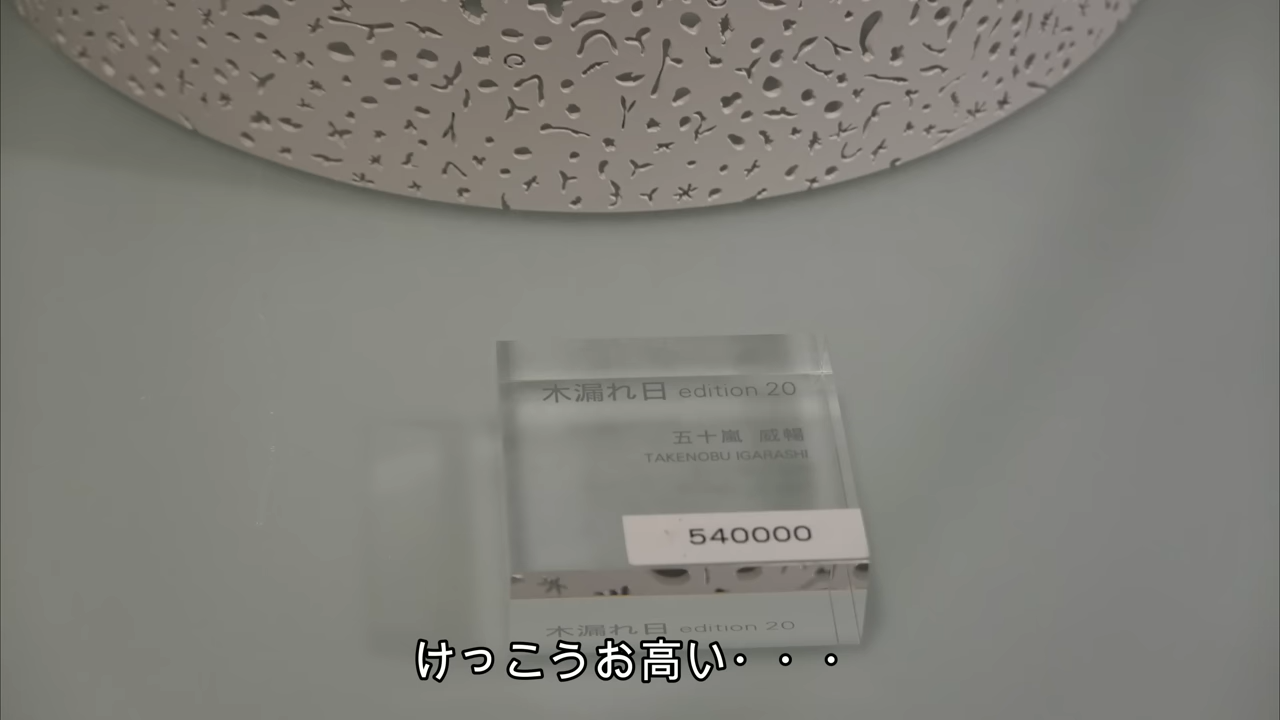 木漏れ日 edition 20
五十嵐 威暢
TAKENOBU IGARASHI
540000
木漏れ日 edition 20
けっこうお高い・・・